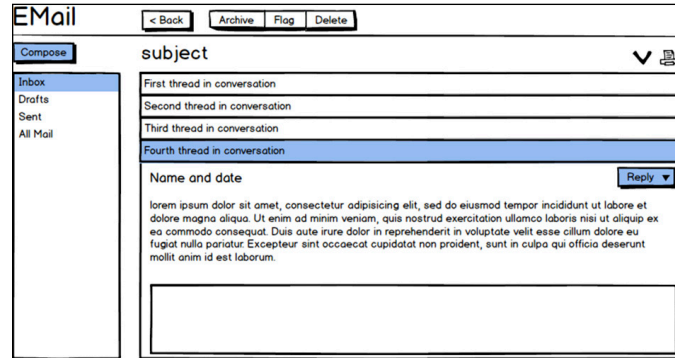 EMail
< Back
Archive Flag Delete
Compose
subject
Inbox
Drafts
Sent
All Mail
First thread in conversation
Second thread in conversation
Third thread in conversation
Fourth thread in conversation
Name and date
Reply
lorem ipsum dolor sit amet, consectetur adipisicing elit, sed do eiusmod tempor incididunt ut labore et
dolore magna aliqua. Ut enim ad minim veniam, quis nostrud exercitation ullamco laboris nisi ut aliquip ex
ea commodo consequat. Duis aute irure dolor in reprehenderit in voluptate velit esse cillum dolore eu
fugiat nulla pariatur. Excepteur sint occaecat cupidatat non proident, sunt in culpa qui officia deserunt
mollit anim id est laborum.